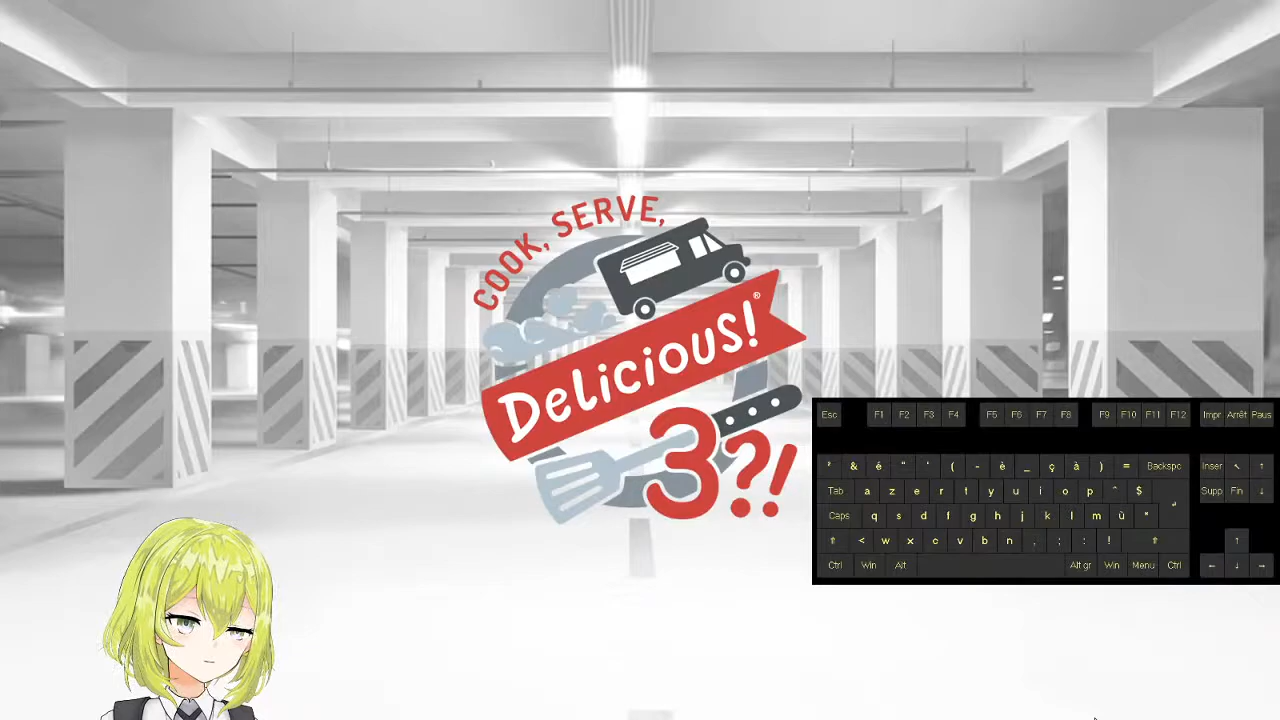 COOK, SERVE,
Delicious!®
3?!
Esc F1 F2 F3 F4 F5 F6 F7 F8 F9 F10 F11 F12 Impr Arrêt Paus
² & é " ' ( - è _ ç à ) = Backspc Inser ↖ ↑
Tab a z e r t y u i o p ^ $ ↲ Supp Fin ↓
Caps q s d f g h j k l m ù *
⇧ < w x c v b n , ; : ! ⇧ ↑
Ctrl Win Alt Alt gr Win Menu Ctrl ← ↓ →